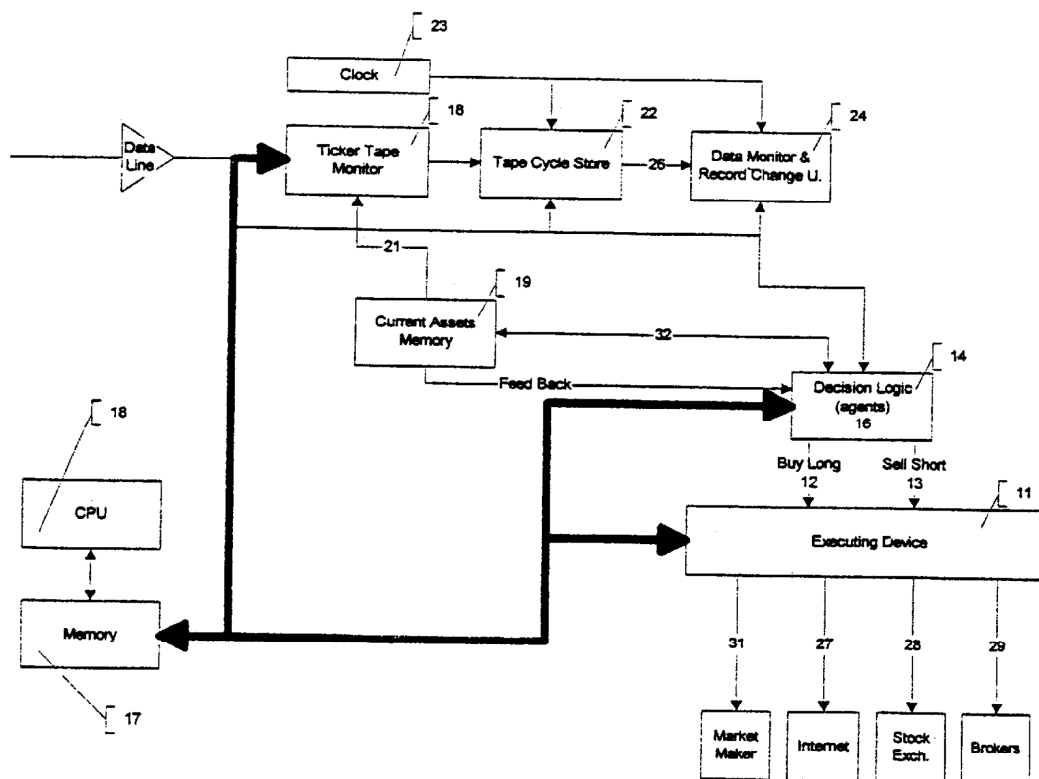 23
Clock
18
22
24
Data
Line
Ticker Tape
Monitor
Tape Cycle Store
26
Data Monitor &
Record Change U.
21
19
Current Assets
Memory
32
14
Feed Back
Decision Logic
(agents)
16
18
Buy Long
12
Sell Short
13
11
CPU
Executing Device
Memory
31
27
28
29
17
Market
Maker
Internet
Stock
Exch.
Brokers